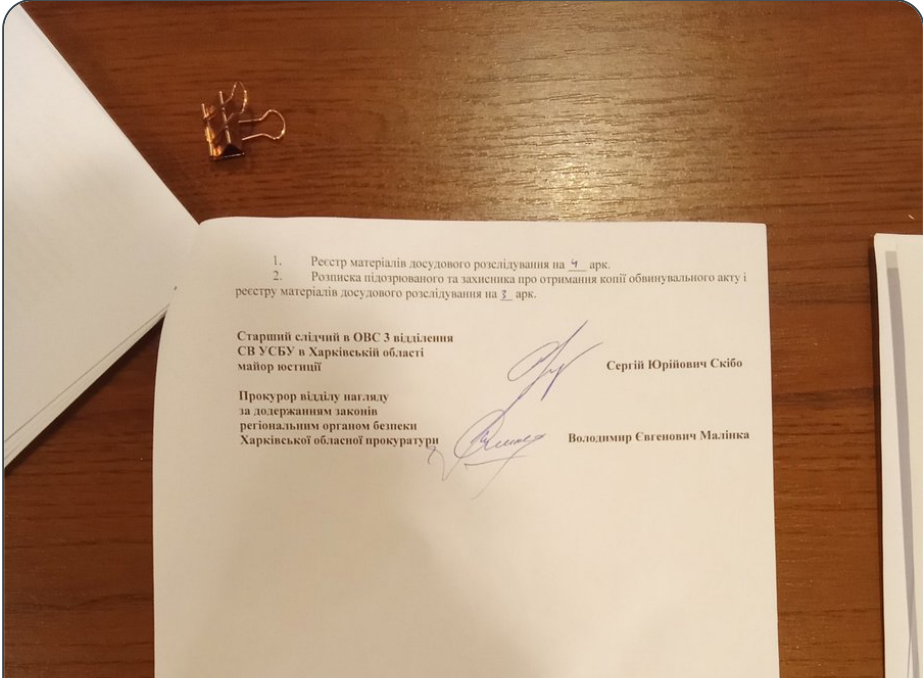 1. Реєстр матеріалів досудового розслідування на 4 арк.
2. Розписка підозрюваного та захисника про отримання копії обвинувального акту і
реєстру матеріалів досудового розслідування на 3 арк.
Старший слідчий в ОВС 3 відділення
СВ УСБУ в Харківській області
майор юстиції
Сергій Юрійович Скібо
Прокурор відділу нагляду
за додержанням законів
регіональним органом безпеки
Харківської обласної прокуратури
Володимир Євгенович Малінка